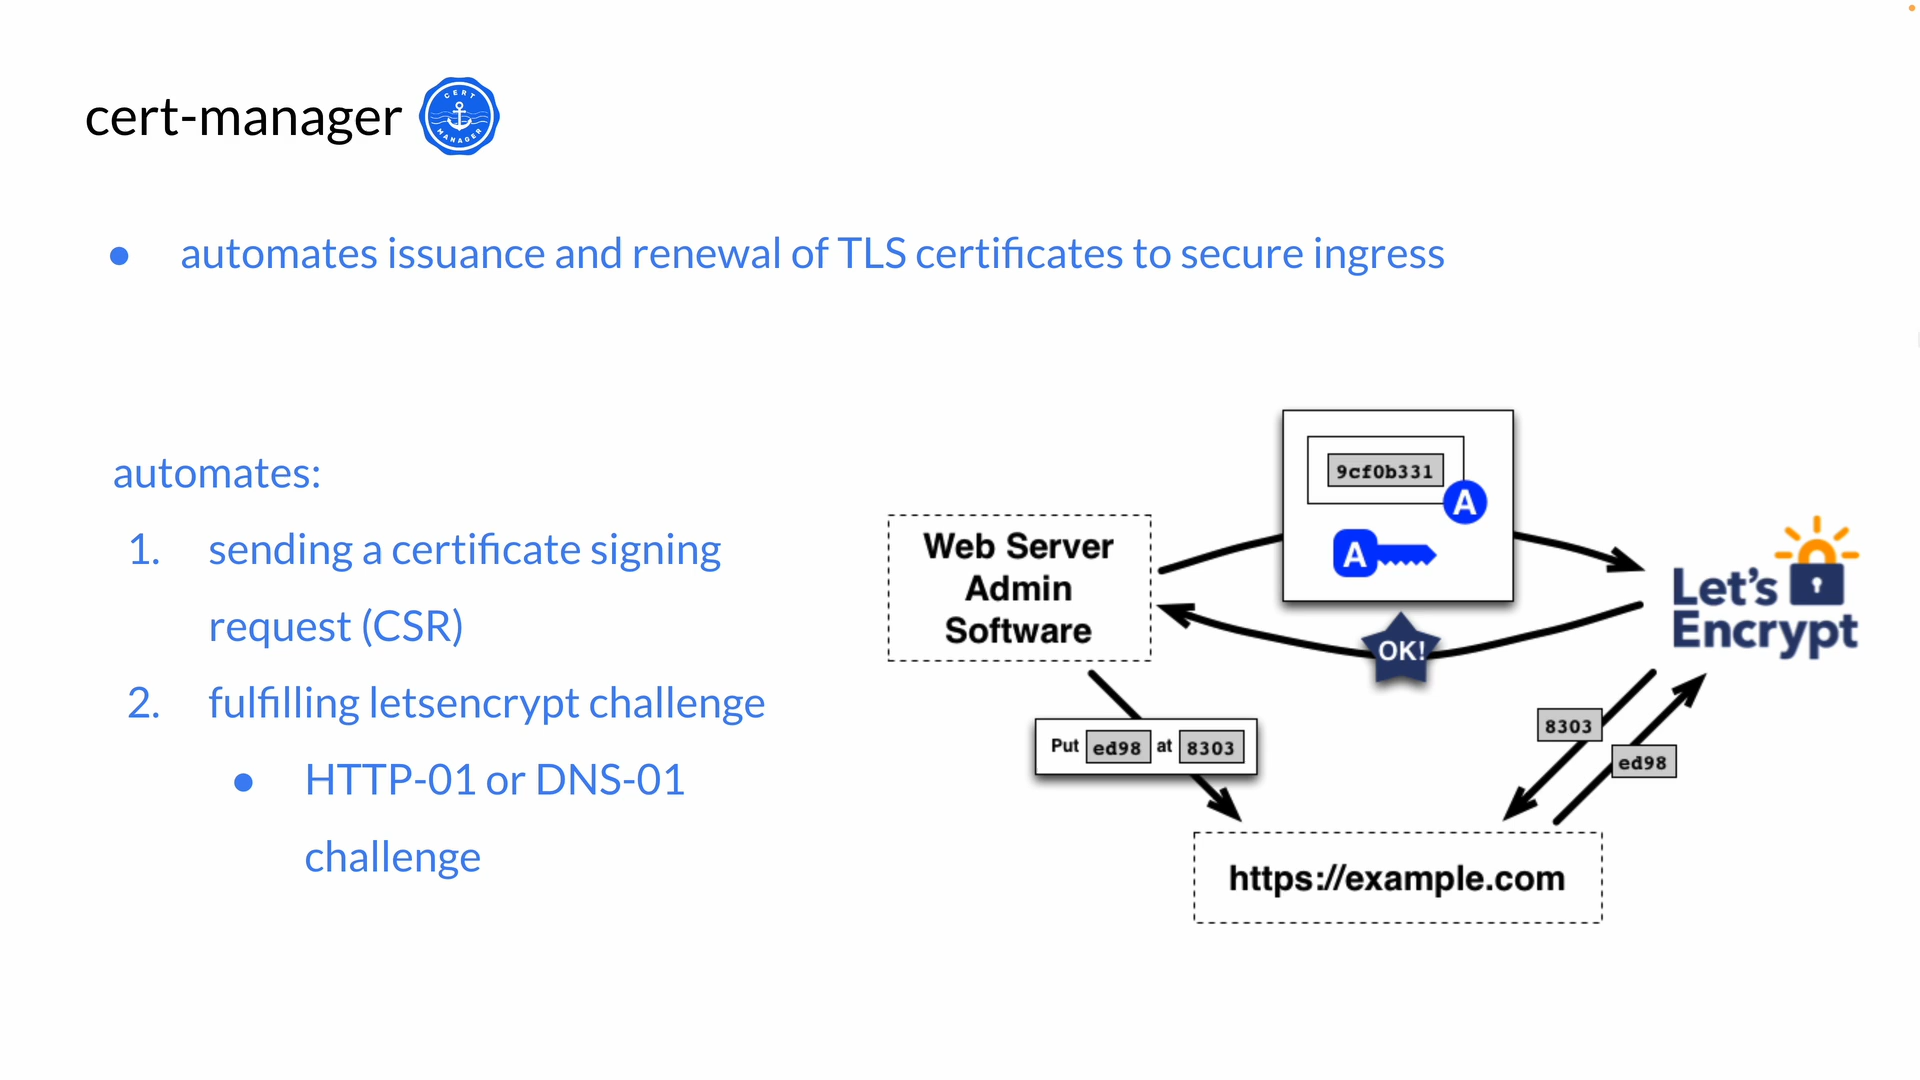 cert-manager
CERT
MANAGER
● automates issuance and renewal of TLS certificates to secure ingress
automates:
1. sending a certificate signing
request (CSR)
2. fulfilling letsencrypt challenge
● HTTP-01 or DNS-01
challenge
9cf0b331
A
A
Web Server
Admin
Software
Let's
Encrypt
OK!
Put ed98 at 8303
8303
ed98
https://example.com